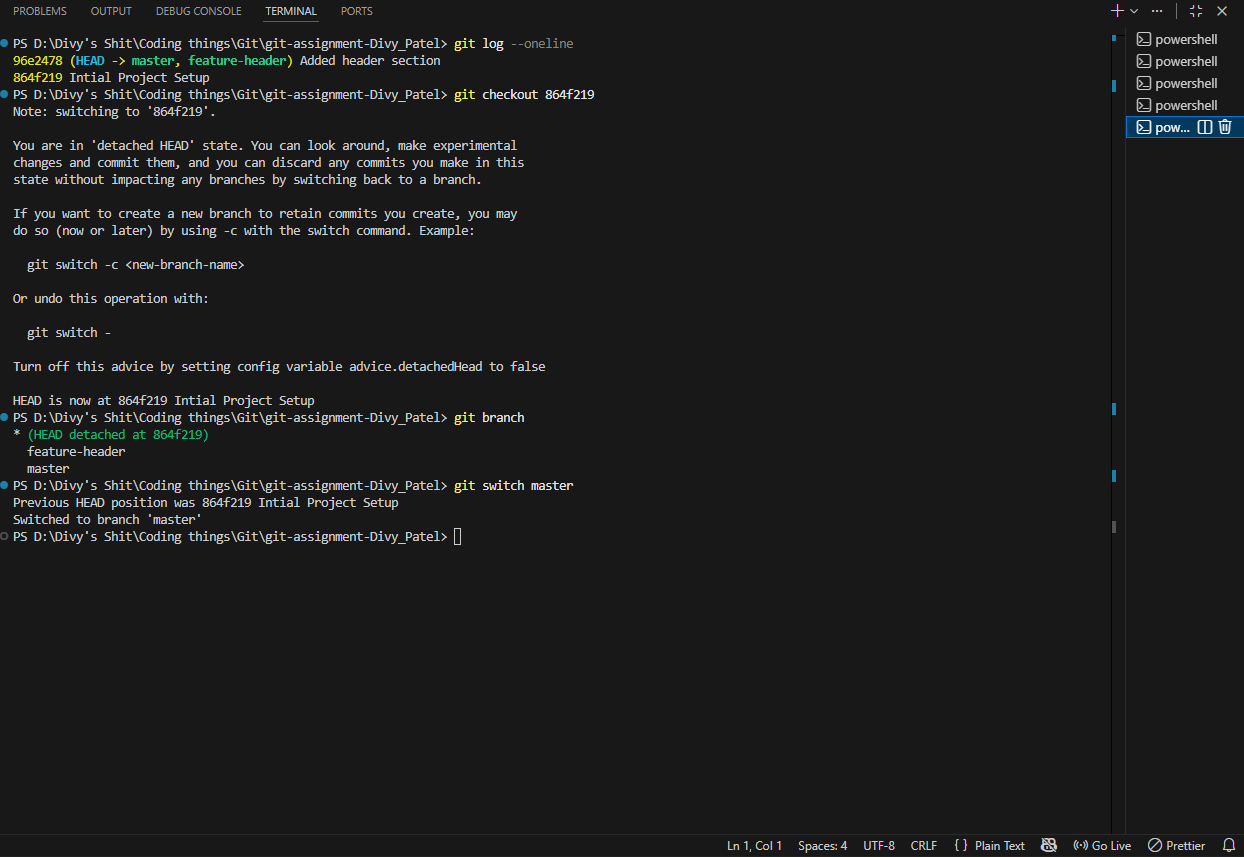 PROBLEMS OUTPUT DEBUG CONSOLE TERMINAL PORTS
PS D:\Divy's Shit\Coding things\Git\git-assignment-Divy_Patel> git log --oneline
96e2478 (HEAD -> master, feature-header) Added header section
864f219 Intial Project Setup
PS D:\Divy's Shit\Coding things\Git\git-assignment-Divy_Patel> git checkout 864f219
Note: switching to '864f219'.
You are in 'detached HEAD' state. You can look around, make experimental
changes and commit them, and you can discard any commits you make in this
state without impacting any branches by switching back to a branch.
If you want to create a new branch to retain commits you create, you may
do so (now or later) by using -c with the switch command. Example:
git switch -c <new-branch-name>
Or undo this operation with:
git switch -
Turn off this advice by setting config variable advice.detachedHead to false
HEAD is now at 864f219 Intial Project Setup
PS D:\Divy's Shit\Coding things\Git\git-assignment-Divy_Patel> git branch
* (HEAD detached at 864f219)
feature-header
master
PS D:\Divy's Shit\Coding things\Git\git-assignment-Divy_Patel> git switch master
Previous HEAD position was 864f219 Intial Project Setup
Switched to branch 'master'
PS D:\Divy's Shit\Coding things\Git\git-assignment-Divy_Patel>
powershell
powershell
powershell
powershell
pow...
Ln 1, Col 1 Spaces: 4 UTF-8 CRLF { } Plain Text Go Live Prettier